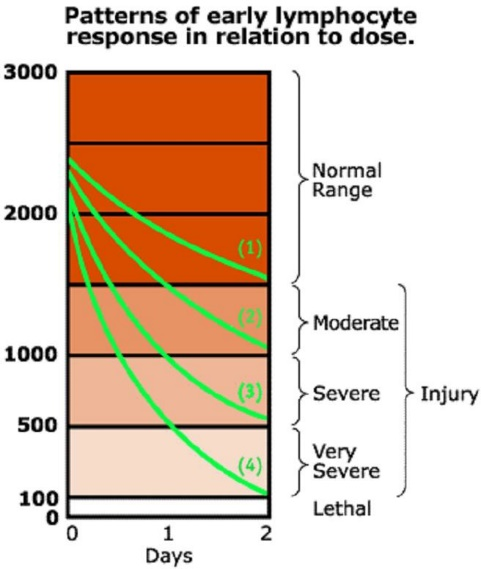 Patterns of early lymphocyte
response in relation to dose.
3000
2000
1000
500
100
0
(1)
(2)
(3)
(4)
Normal
Range
Moderate
Severe
Very
Severe
Lethal
Injury
0 1 2
Days